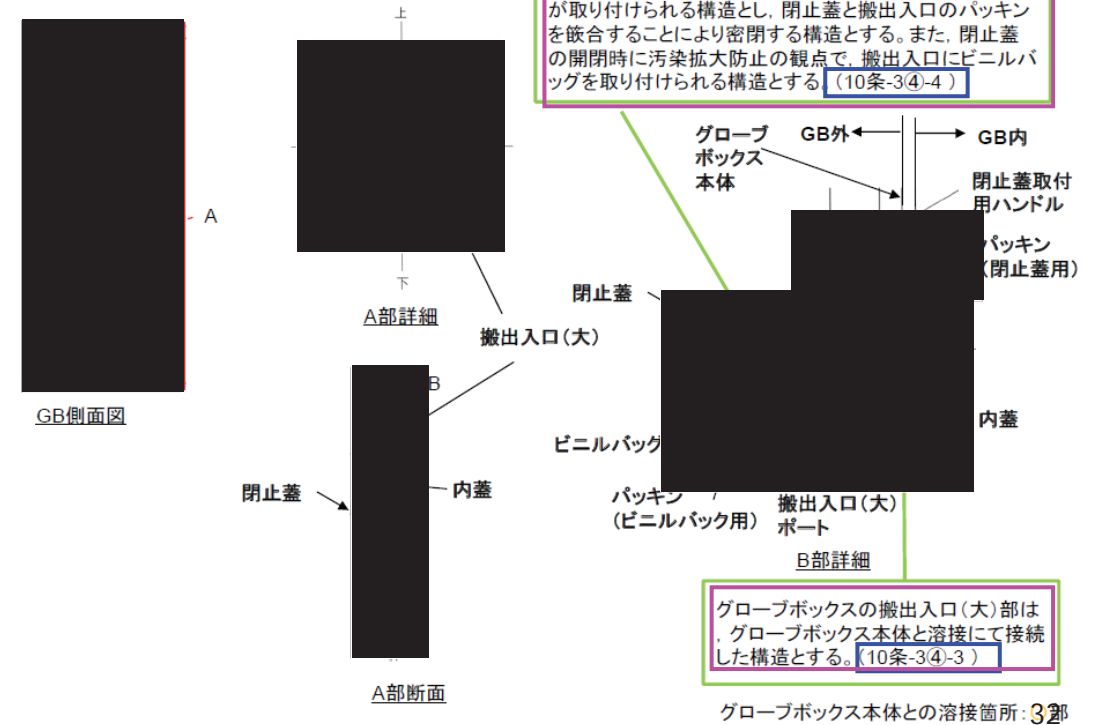 が取り付けられる構造とし，閉止蓋と搬出入口のパッキン
を嵌合することにより密閉する構造とする。また，閉止蓋
の開閉時に汚染拡大防止の観点で，搬出入口にビニルバ
ッグを取り付けられる構造とする。（10条-3④-4 ）
上
下
A
A部詳細
GB側面図
搬出入口（大）
B
閉止蓋
内蓋
A部断面
グローブ
ボックス
本体
GB外
GB内
閉止蓋取付
用ハンドル
パッキン
（閉止蓋用）
閉止蓋
内蓋
ビニルバッグ
パッキン
（ビニルバック用）
搬出入口（大）
ポート
B部詳細
グローブボックスの搬出入口（大）部は
，グローブボックス本体と溶接にて接続
した構造とする。（10条-3④-3 ）
グローブボックス本体との溶接箇所：
部
32